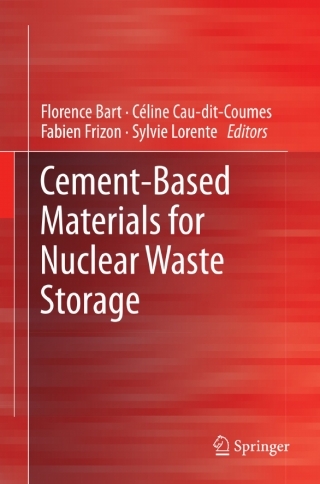 Florence Bart · Céline Cau-dit-Coumes
Fabien Frizon · Sylvie Lorente Editors
Cement-Based
Materials for
Nuclear Waste
Storage
Springer